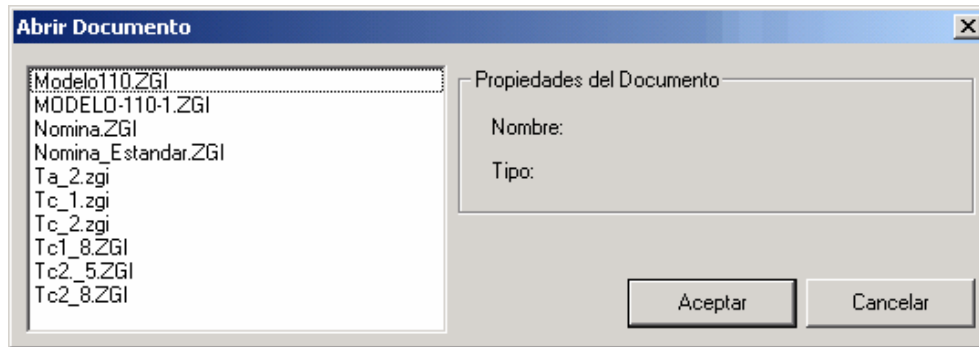 Abrir Documento
Modelo110.ZGI
MODELO-110-1.ZGI
Nomina.ZGI
Nomina_Estandar.ZGI
Ta_2.zgi
Tc_1.zgi
Tc_2.zgi
Tc1_8.ZGI
Tc2._5.ZGI
Tc2_8.ZGI
Propiedades del Documento
Nombre:
Tipo:
Aceptar
Cancelar